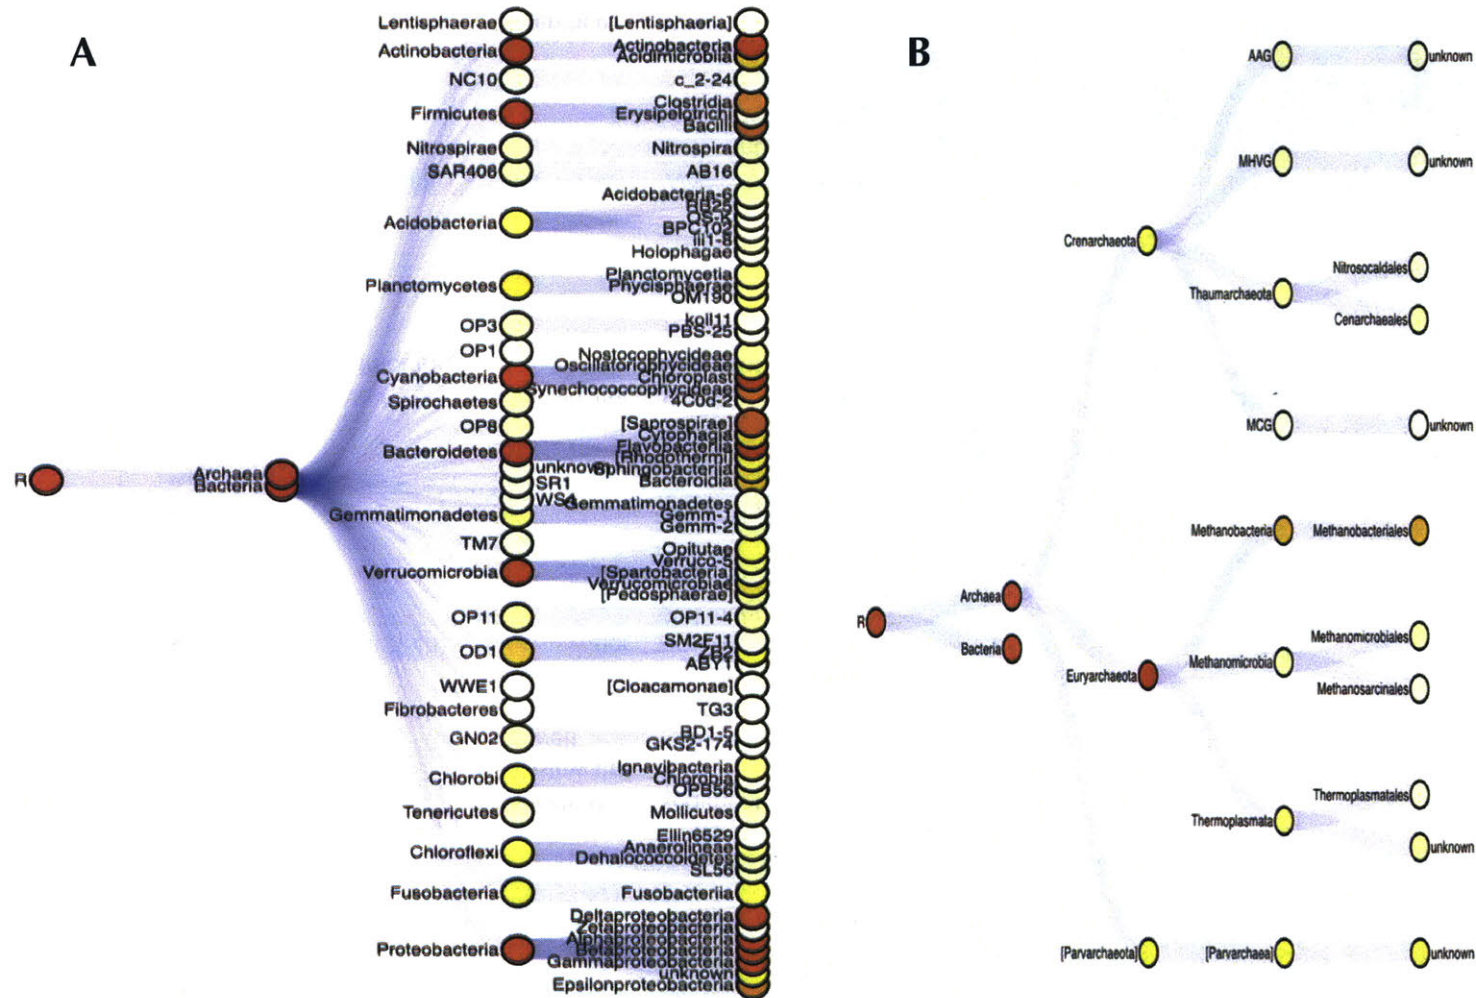 A
R
Archaea
Bacteria
Lentisphaerae
Actinobacteria
NC10
Firmicutes
Nitrospirae
SAR406
Acidobacteria
Planctomycetes
OP3
OP1
Cyanobacteria
Spirochaetes
OP8
Bacteroidetes
unknown
SR1
WS4
Gemmatimonadetes
TM7
Verrucomicrobia
OP11
OD1
WWE1
Fibrobacteres
GN02
Chlorobi
Tenericutes
Chloroflexi
Fusobacteria
Proteobacteria
[Lentisphaeria]
Actinobacteria
Acidimicrobiia
c_2-24
Clostridia
Erysipelotrichi
Bacilli
Nitrospira
AB16
Acidobacteria-6
RB25
OS-K
BPC102
iii1-8
Holophagae
Planctomycetia
Phycisphaerae
OM190
koll11
PBS-25
Nostocophycideae
Oscillatoriophycideae
Chloroplast
Synechococcophycideae
4C0d-2
[Saprospirae]
Cytophagia
Flavobacteriia
[Rhodothermi]
Sphingobacteriia
Bacteroidia
Gemmatimonadetes
Gemm-1
Gemm-2
Opitutae
Verruco-5
[Spartobacteria]
Verrucomicrobiae
[Pedosphaerae]
OP11-4
SM2F11
ZB2
ABY1
[Cloacamonae]
TG3
BD1-5
GKS2-174
Ignavibacteria
Chlorobia
OPB56
Mollicutes
Ellin6529
Anaerolineae
Dehalococcoidetes
SL56
Fusobacteriia
Deltaproteobacteria
Zetaproteobacteria
Alphaproteobacteria
Betaproteobacteria
Gammaproteobacteria
unknown
Epsilonproteobacteria
B
R
Archaea
Bacteria
Crenarchaeota
Euryarchaeota
[Parvarchaeota]
AAG
MHVG
Thaumarchaeota
MCG
Methanobacteria
Methanomicrobia
Thermoplasmata
[Parvarchaea]
unknown
unknown
Nitrosocaldales
Cenarchaeales
unknown
Methanobacteriales
Methanomicrobiales
Methanosarcinales
Thermoplasmatales
unknown
unknown